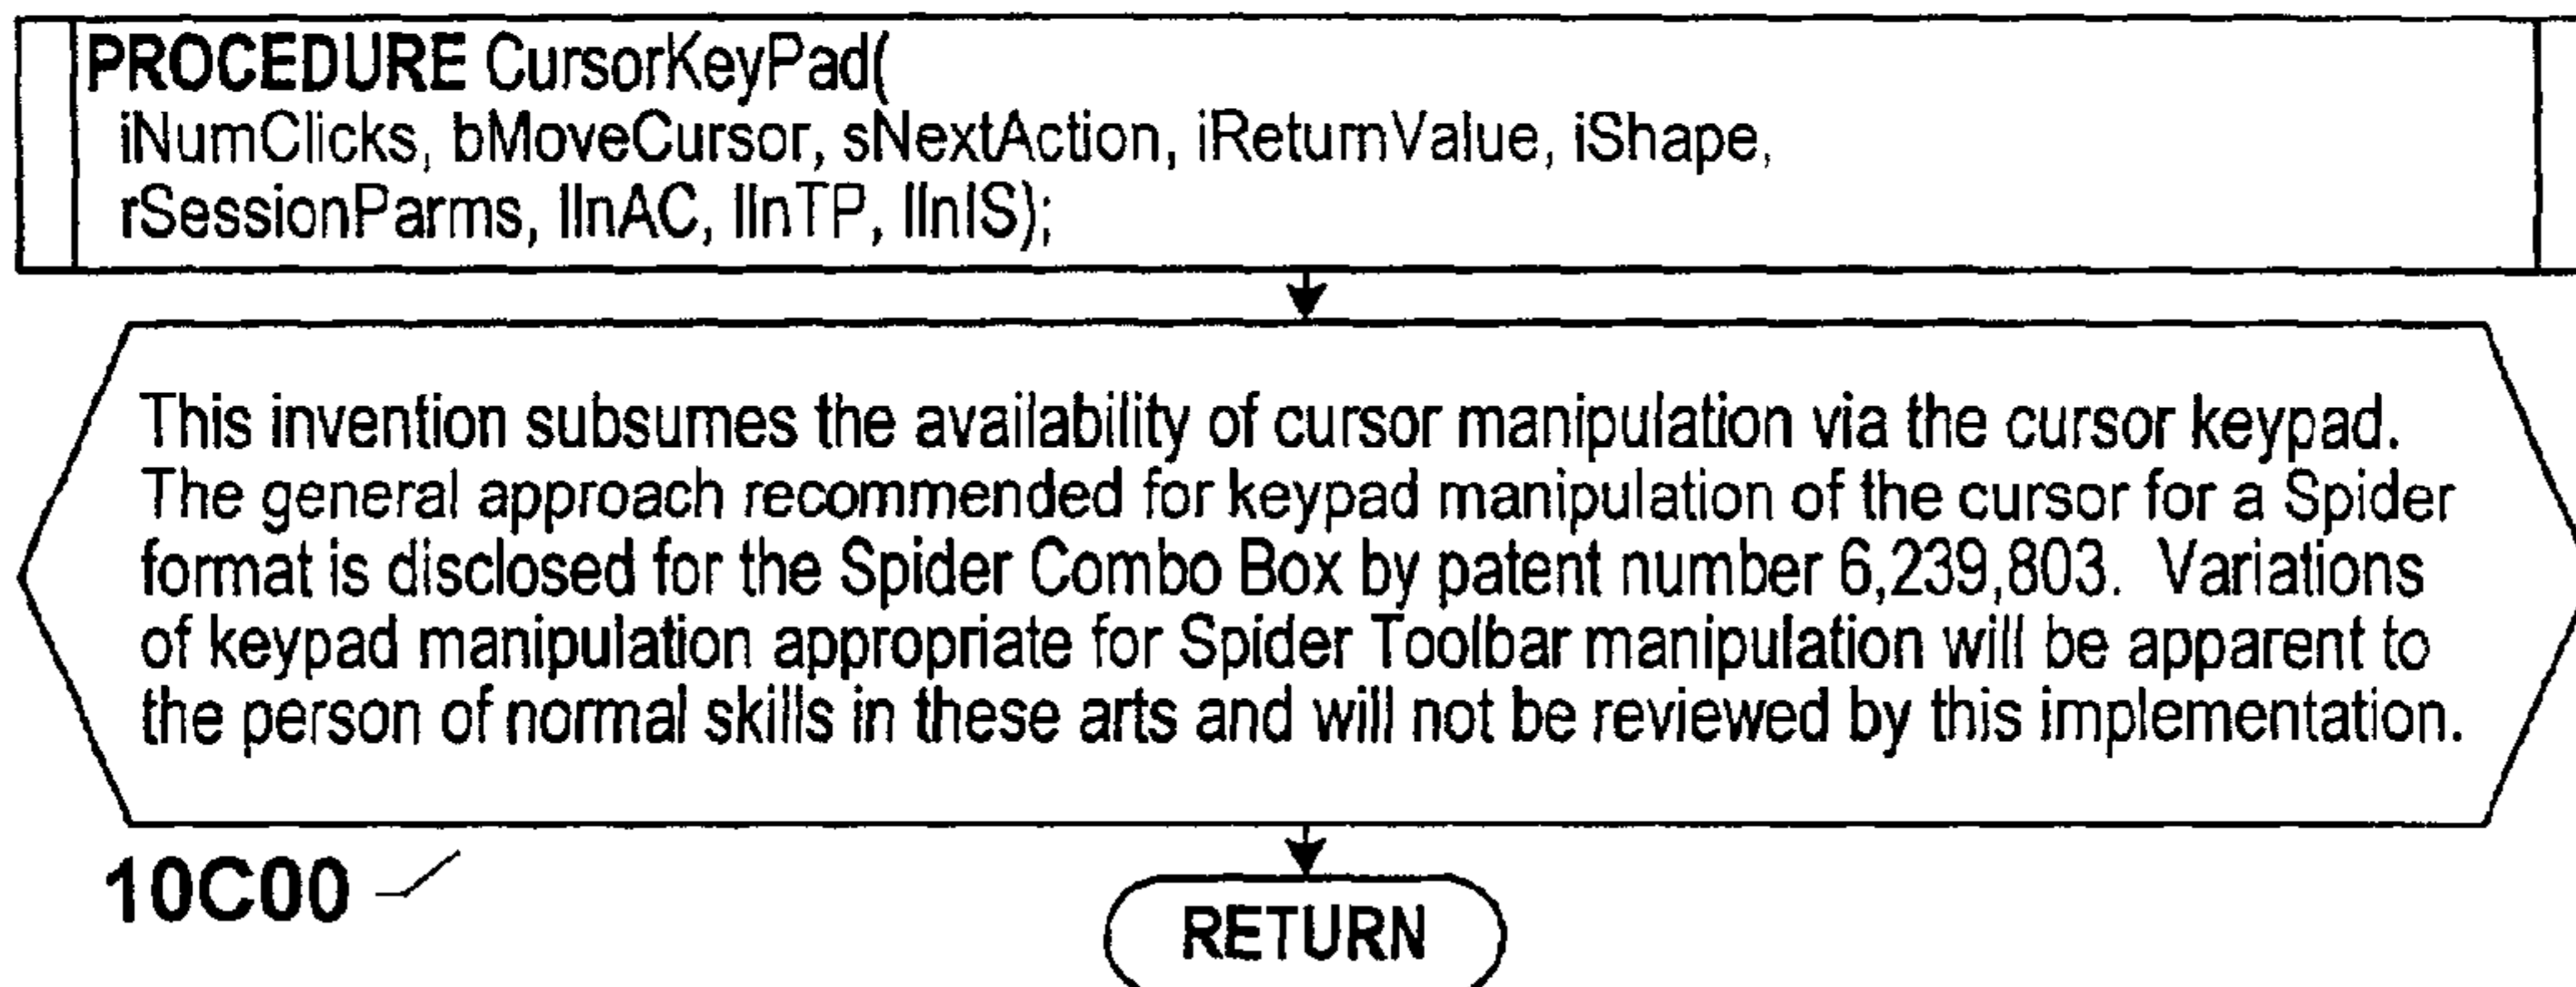 PROCEDURE CursorKeyPad(
iNumClicks, bMoveCursor, sNextAction, iReturnValue, iShape,
rSessionParms, llnAC, llnTP, llnIS);
This invention subsumes the availability of cursor manipulation via the cursor keypad.
The general approach recommended for keypad manipulation of the cursor for a Spider
format is disclosed for the Spider Combo Box by patent number 6,239,803. Variations
of keypad manipulation appropriate for Spider Toolbar manipulation will be apparent to
the person of normal skills in these arts and will not be reviewed by this implementation.
10C00
RETURN